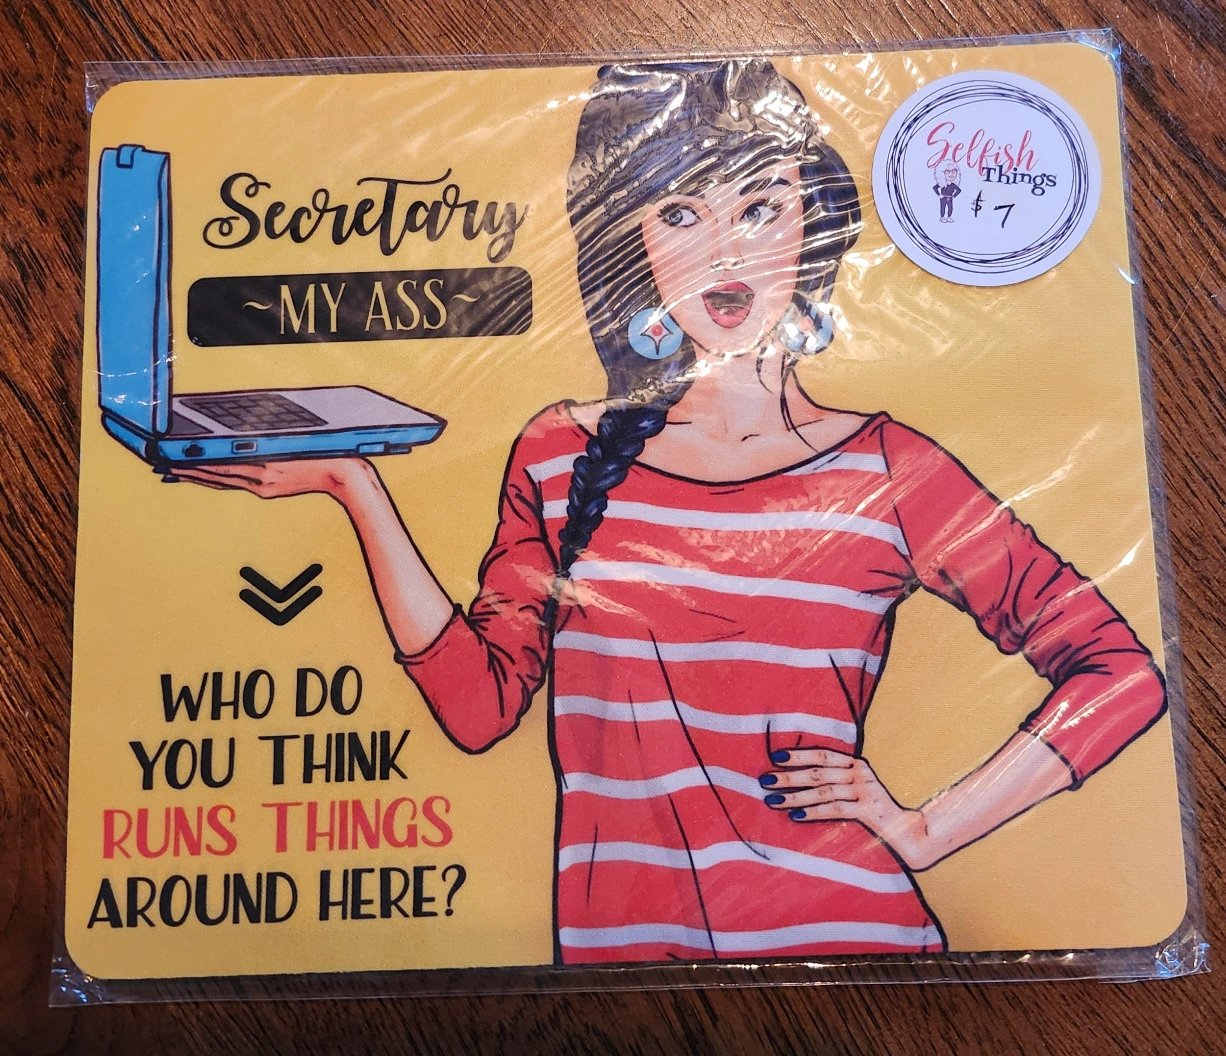 Secretary
~MY ASS~
WHO DO
YOU THINK
RUNS THINGS
AROUND HERE?
Selfish
Things
$7